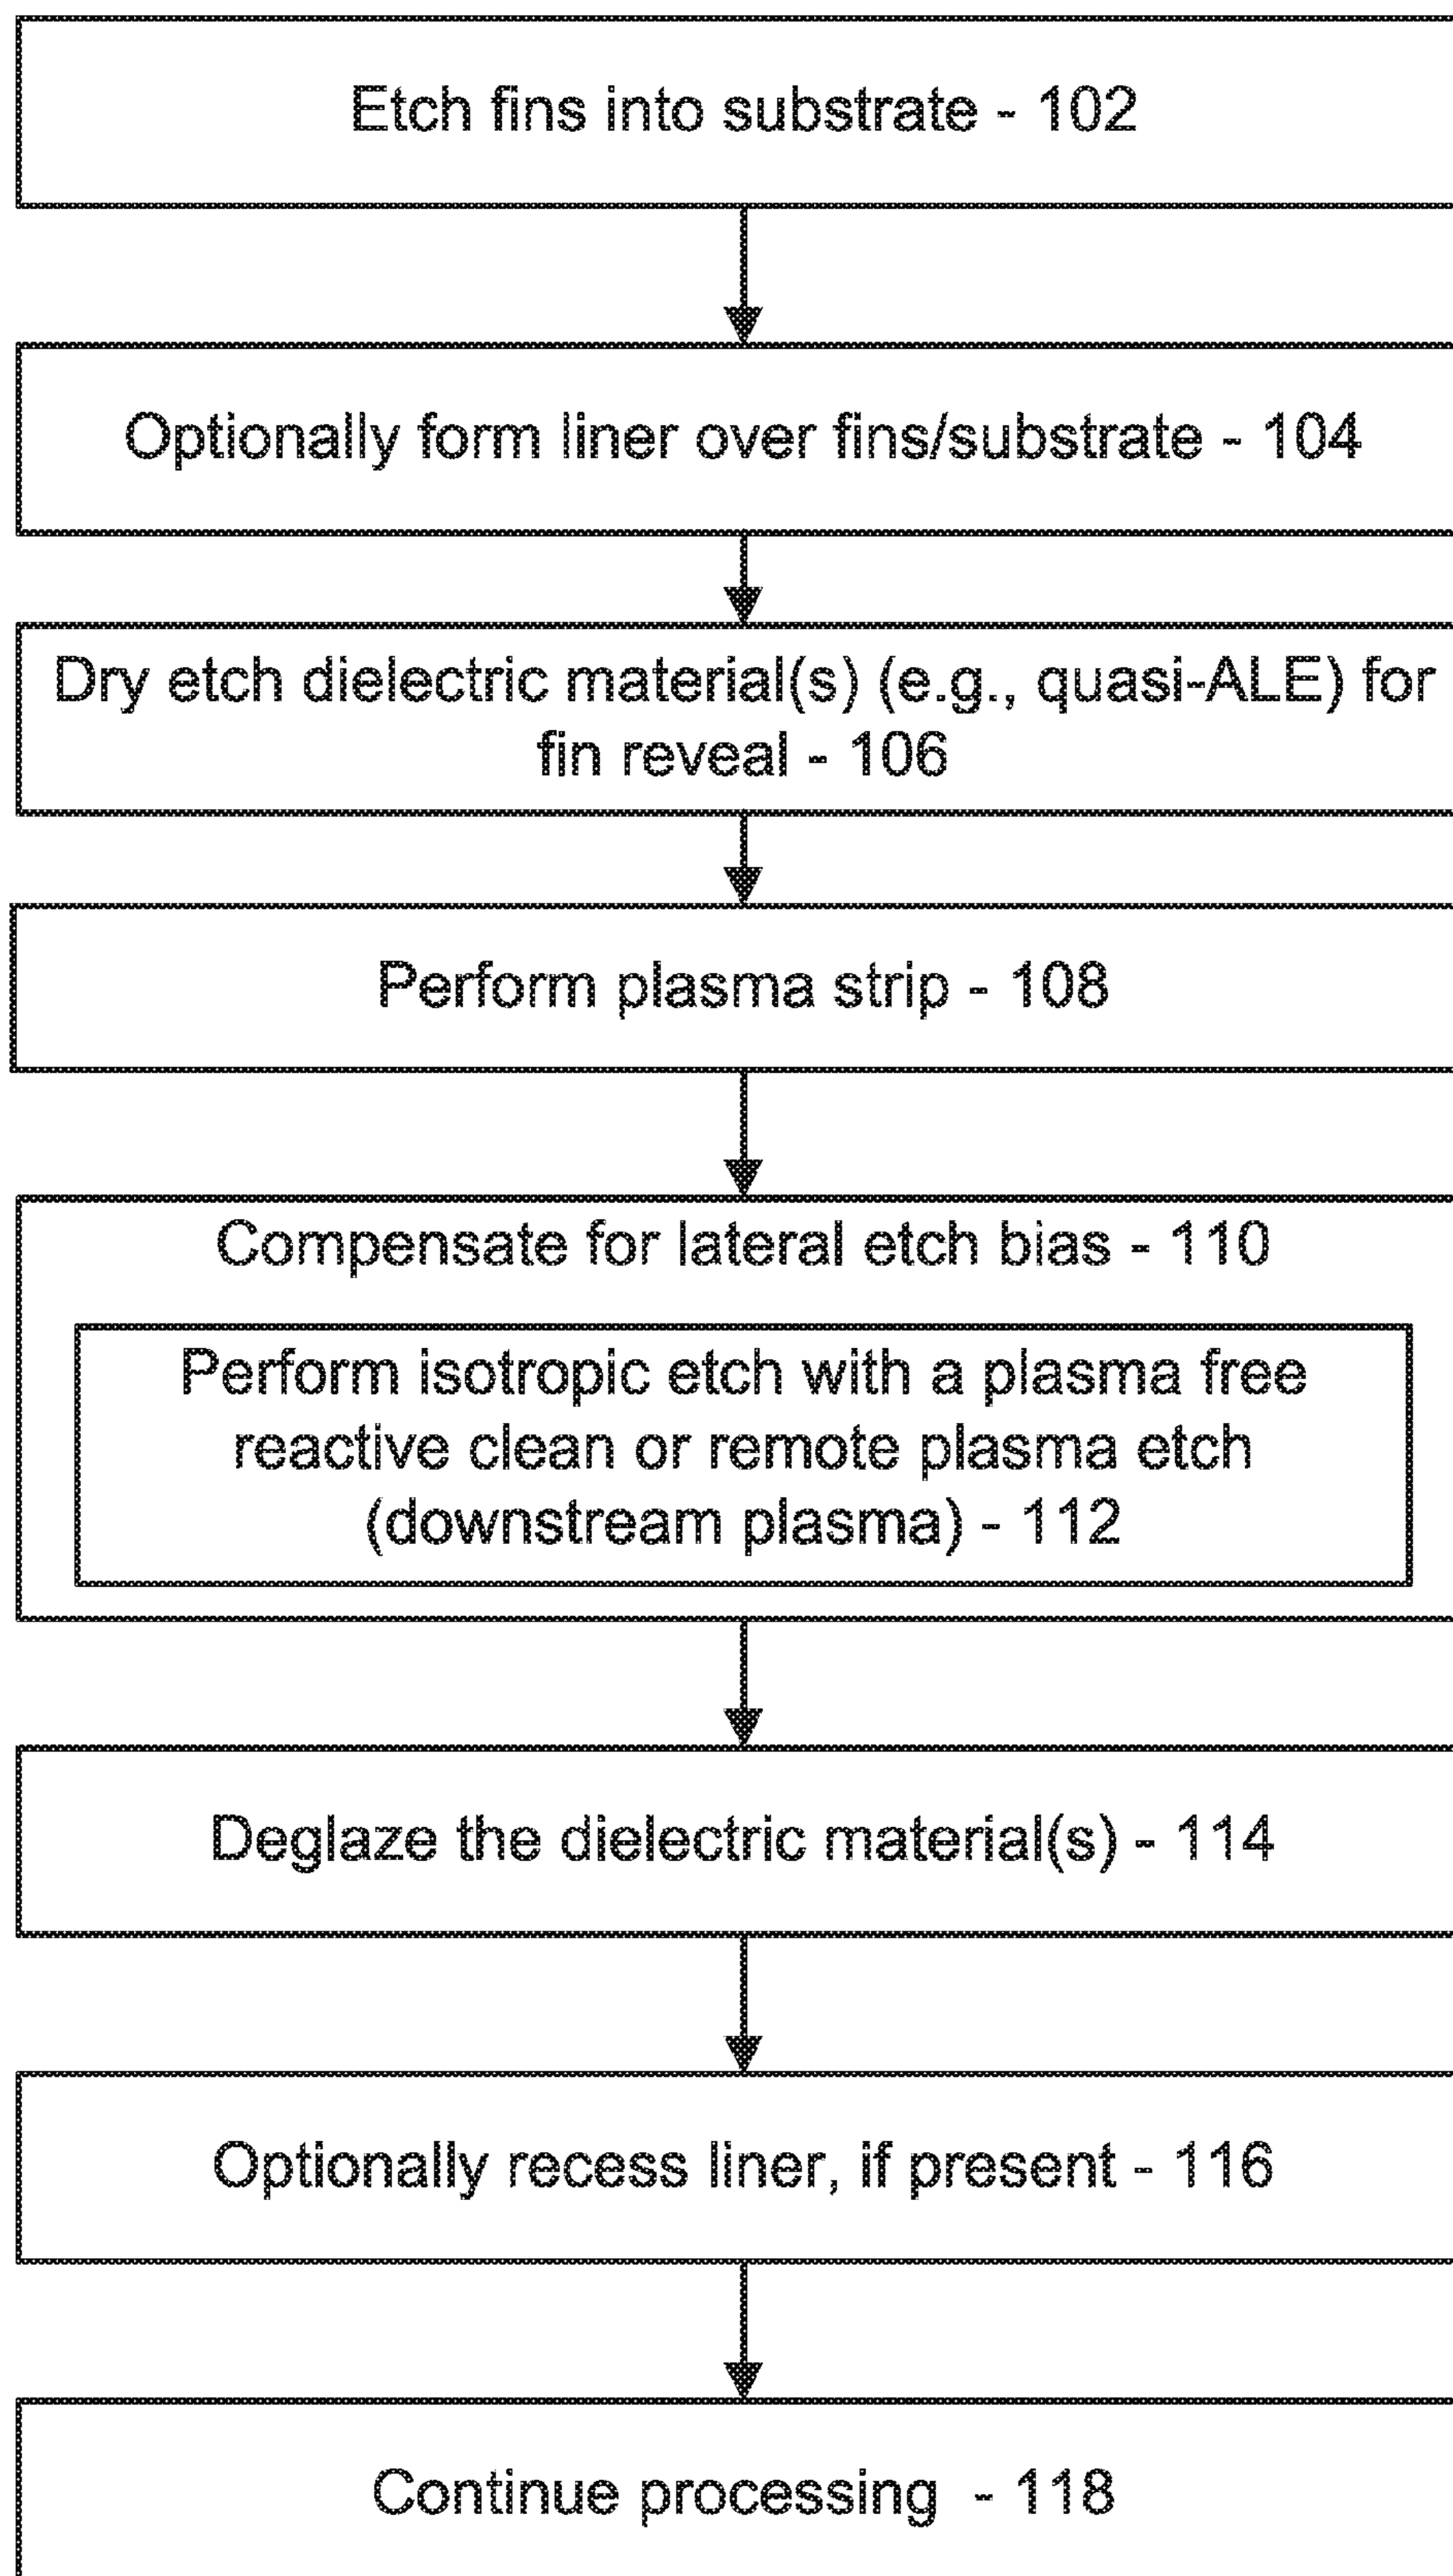 Etch fins into substrate - 102
Optionally form liner over fins/substrate - 104
Dry etch dielectric material(s) (e.g., quasi-ALE) for
fin reveal - 106
Perform plasma strip - 108
Compensate for lateral etch bias - 110
Perform isotropic etch with a plasma free
reactive clean or remote plasma etch
(downstream plasma) - 112
Deglaze the dielectric material(s) - 114
Optionally recess liner, if present - 116
Continue processing - 118